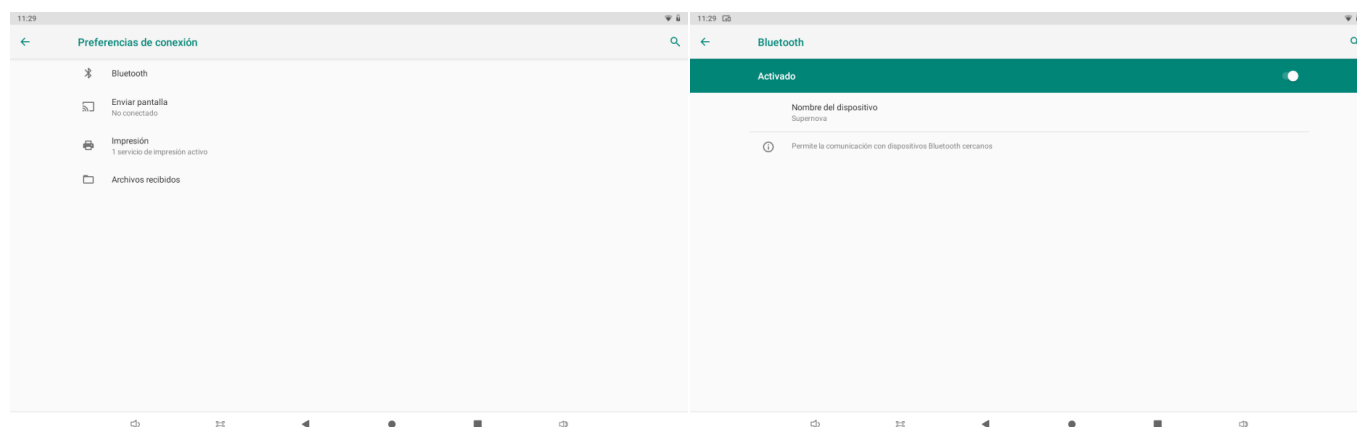 11:29
Preferencias de conexión
Bluetooth
Enviar pantalla
No conectado
Impresión
1 servicio de impresión activo
Archivos recibidos
11:29
Bluetooth
Activado
Nombre del dispositivo
Supernova
Permite la comunicación con dispositivos Bluetooth cercanos